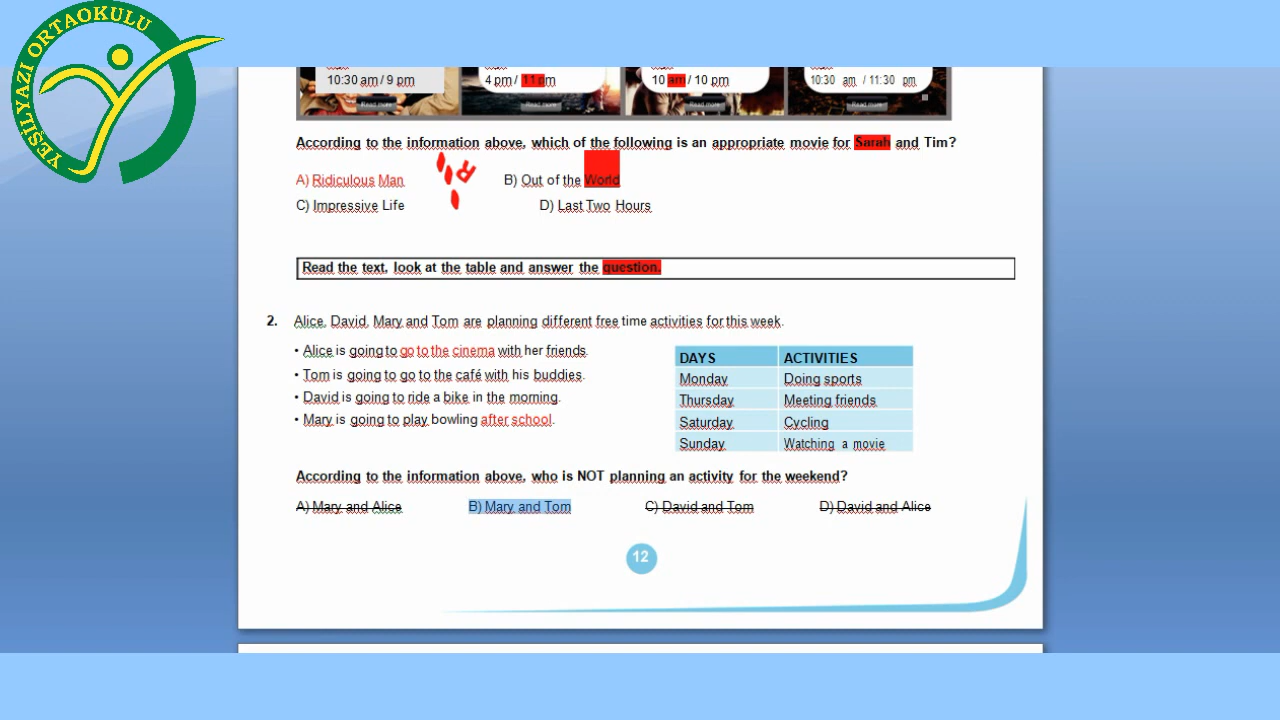 YEŞİLYAZI ORTAOKULU
10:30 am / 9 pm
4 pm / 11 pm
10 am / 10 pm
10:30 am / 11:30 pm
Read more
Read more
Read more
Read more
According to the information above, which of the following is an appropriate movie for Sarah and Tim?
A) Ridiculous Man B) Out of the World
C) Impressive Life D) Last Two Hours
Read the text, look at the table and answer the question.
2. Alice, David, Mary and Tom are planning different free time activities for this week.
• Alice is going to go to the cinema with her friends.
• Tom is going to go to the café with his buddies.
• David is going to ride a bike in the morning.
• Mary is going to play bowling after school.
DAYS ACTIVITIES
Monday Doing sports
Thursday Meeting friends
Saturday Cycling
Sunday Watching a movie
According to the information above, who is NOT planning an activity for the weekend?
A) Mary and Alice B) Mary and Tom C) David and Tom D) David and Alice
12